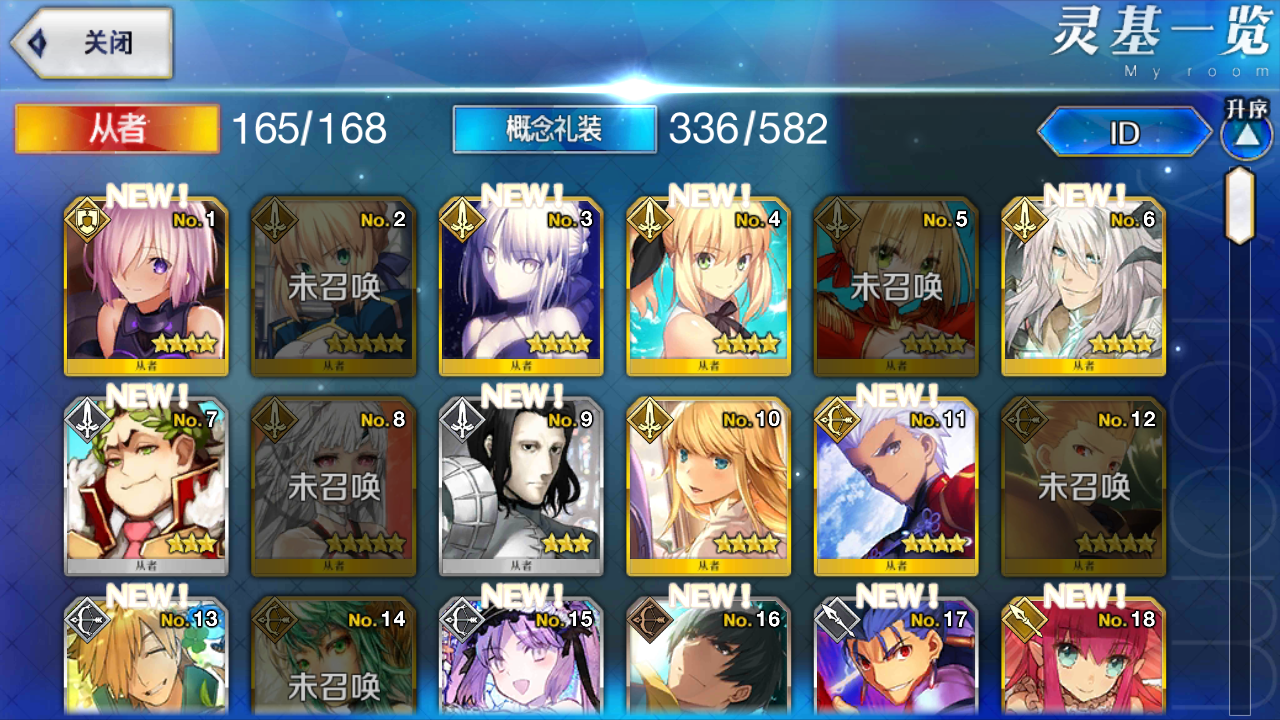 关闭
灵基一览
My room
从者 165/168 概念礼装 336/582 ID 升序
NEW! NEW! NEW! NEW!
No.1 No.2 No.3 No.4 No.5 No.6
未召唤 未召唤
从者 从者 从者 从者 从者 从者
NEW! NEW! NEW!
No.7 No.8 No.9 No.10 No.11 No.12
未召唤 未召唤
从者 从者 从者 从者 从者 从者
NEW! NEW! NEW! NEW! NEW!
No.13 No.14 No.15 No.16 No.17 No.18
未召唤